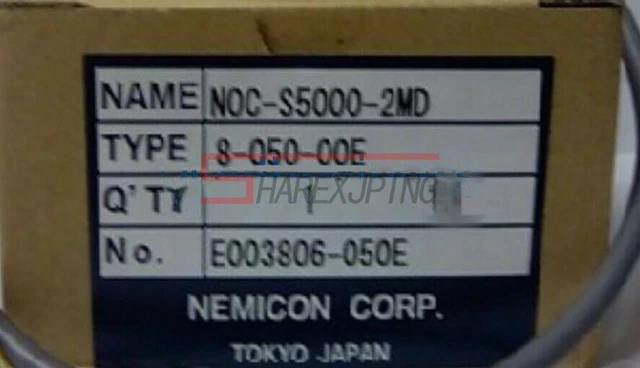 NAME NOC-S5000-2MD
TYPE 8-050-00E
SHAREXJPTNG
Q'TY 1
No. E003806-050E
NEMICON CORP.
TOKYO JAPAN